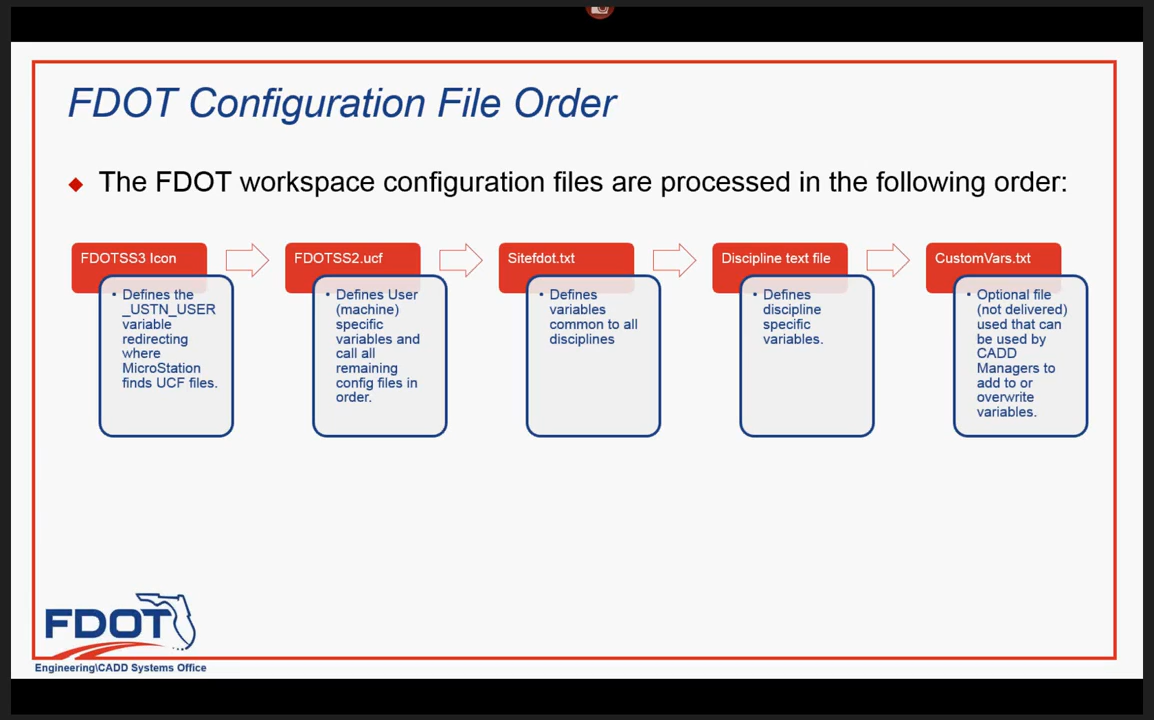 FDOT Configuration File Order
◆ The FDOT workspace configuration files are processed in the following order:
FDOTSS3 Icon
• Defines the
_USTN_USER
variable
redirecting
where
MicroStation
finds UCF files.
FDOTSS2.ucf
• Defines User
(machine)
specific
variables and
call all
remaining
config files in
order.
Sitefdot.txt
• Defines
variables
common to all
disciplines
Discipline text file
• Defines
discipline
specific
variables.
CustomVars.txt
• Optional file
(not delivered)
used that can
be used by
CADD
Managers to
add to or
overwrite
variables.
FDOT
Engineering\CADD Systems Office